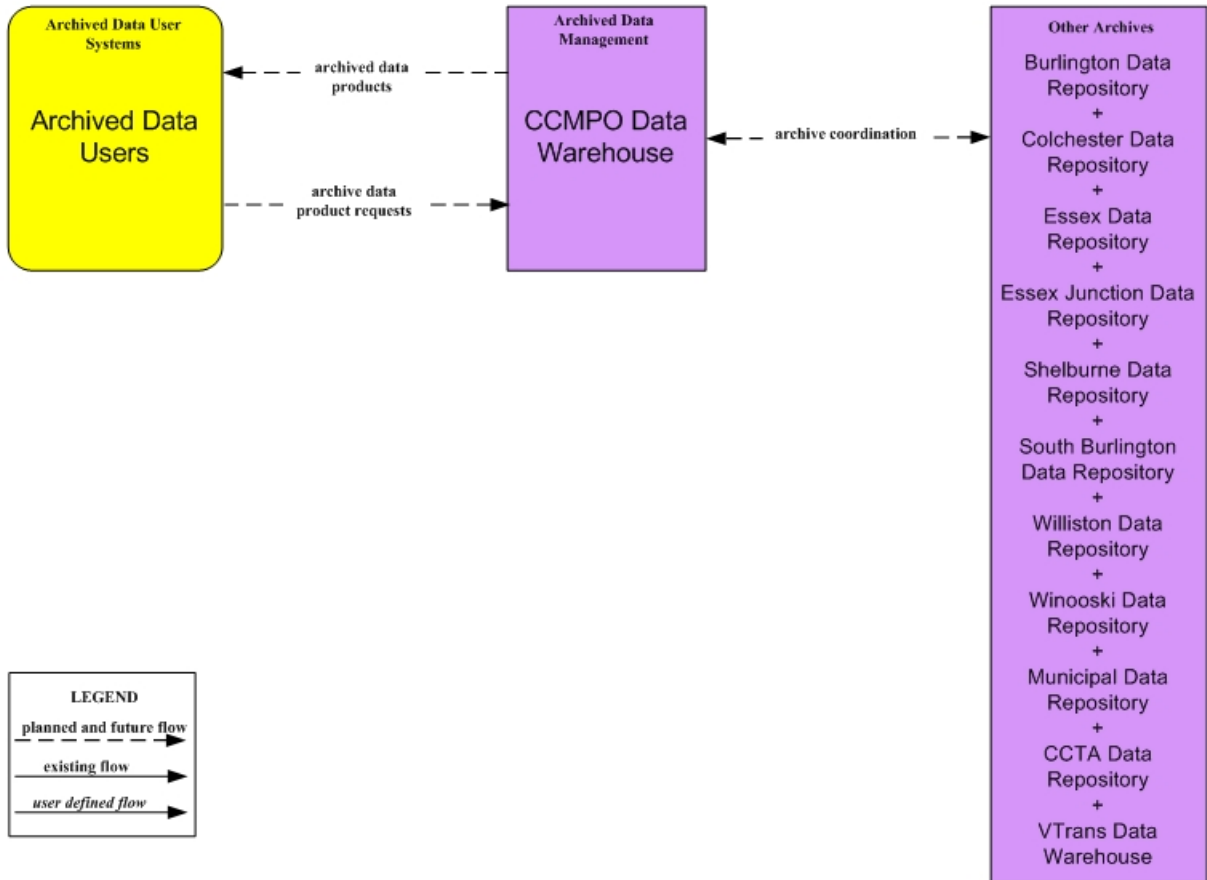 Archived Data User
Systems
Archived Data
Users
archived data
products
archive data
product requests
Archived Data
Management
CCMPO Data
Warehouse
archive coordination
Other Archives
Burlington Data
Repository
+
Colchester Data
Repository
+
Essex Data
Repository
+
Essex Junction Data
Repository
+
Shelburne Data
Repository
+
South Burlington
Data Repository
+
Williston Data
Repository
+
Winooski Data
Repository
+
Municipal Data
Repository
+
CCTA Data
Repository
+
VTrans Data
Warehouse
LEGEND
planned and future flow
existing flow
user defined flow